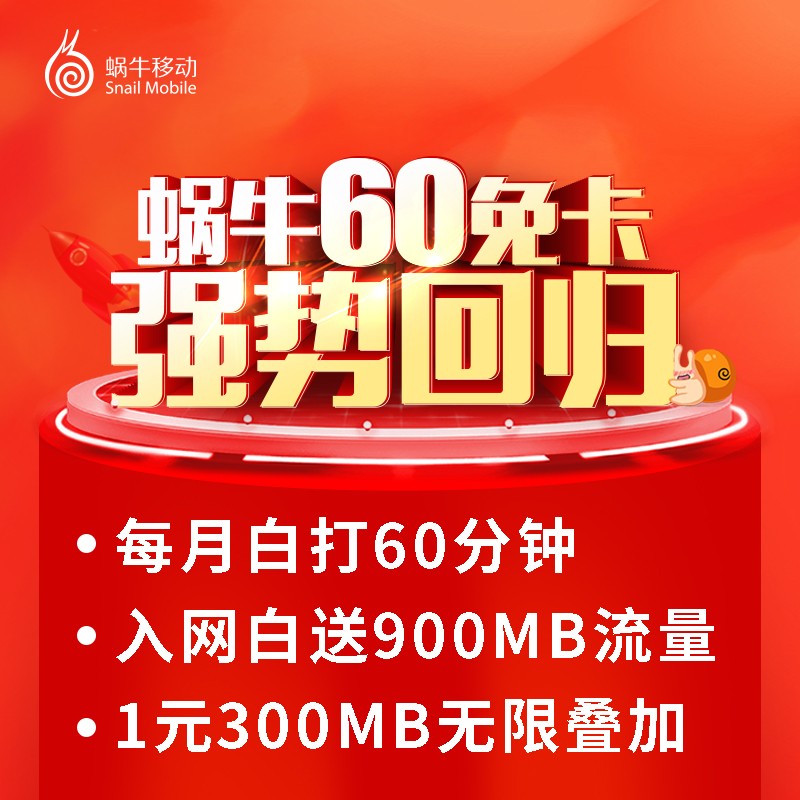 蜗牛移动
Snail Mobile
蜗牛60免卡
强势回归
每月白打60分钟
入网白送900MB流量
1元300MB无限叠加